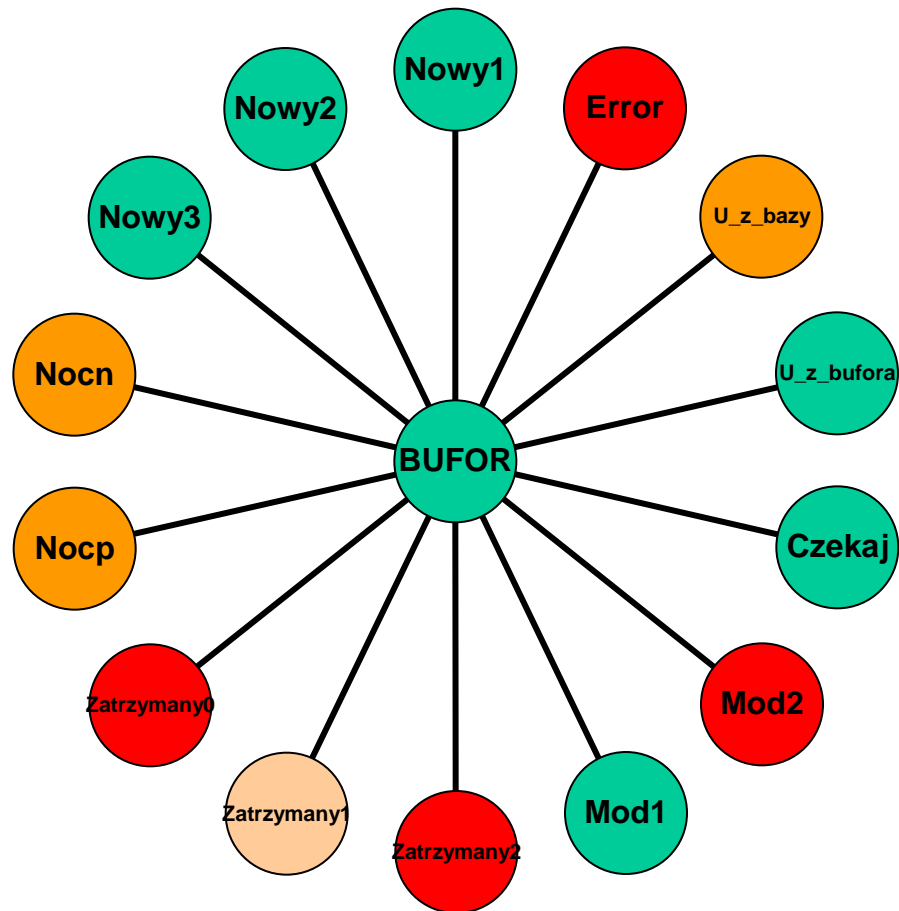 Nowy1
Nowy2
Error
Nowy3
U_z_bazy
Nocn
U_z_bufora
BUFOR
Nocp
Czekaj
Zatrzymany0
Mod2
Zatrzymany1
Mod1
Zatrzymany2